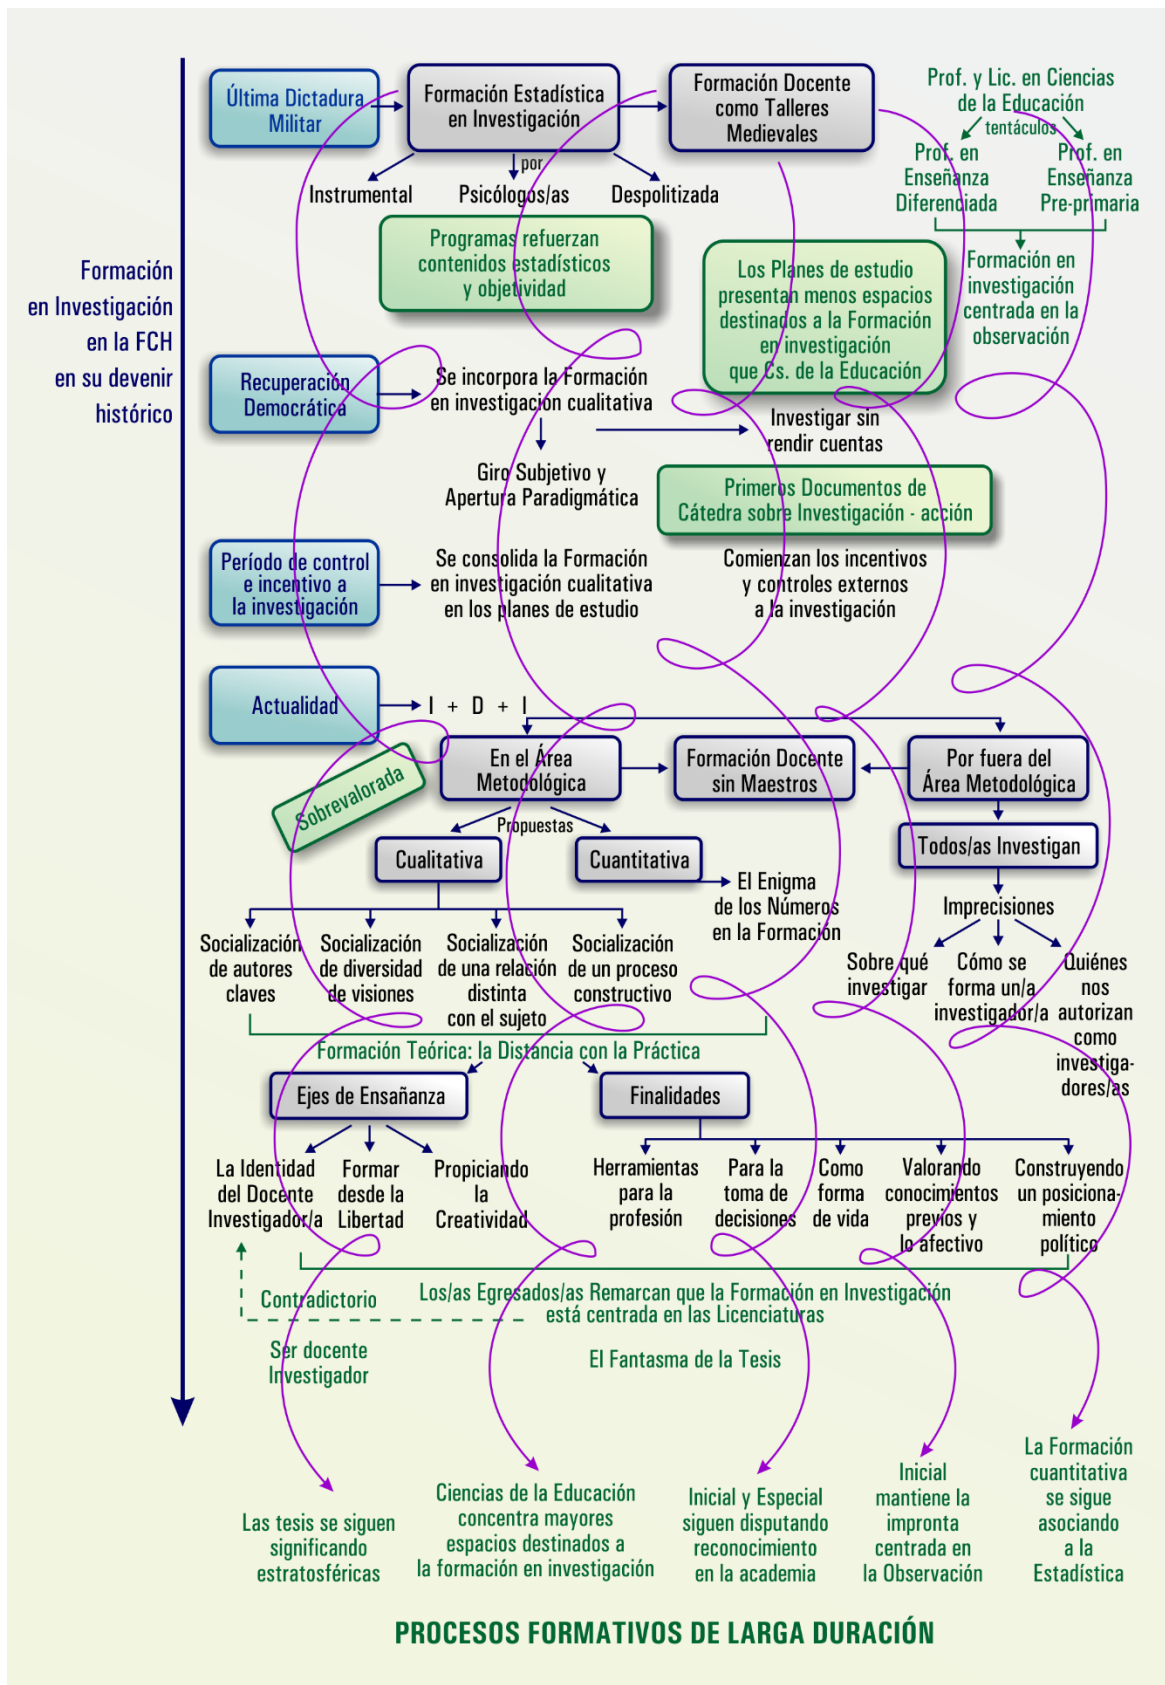 Formación
en Investigación
en la FCH
en su devenir
histórico
Última Dictadura
Militar
Formación Estadística
en Investigación
Formación Docente
como Talleres
Medievales
Prof. y Lic. en Ciencias
de la Educación
tentáculos
Prof. en
Enseñanza
Diferenciada
Prof. en
Enseñanza
Pre-primaria
por
Instrumental
Psicólogos/as
Despolitizada
Programas refuerzan
contenidos estadísticos
y objetividad
Los Planes de estudio
presentan menos espacios
destinados a la Formación
en investigación
que Cs. de la Educación
Formación en
investigación
centrada en la
observación
Recuperación
Democrática
Se incorpora la Formación
en investigación cualitativa
Investigar sin
rendir cuentas
Giro Subjetivo y
Apertura Paradigmática
Primeros Documentos de
Cátedra sobre Investigación - acción
Período de control
e incentivo a
la investigación
Se consolida la Formación
en investigación cualitativa
en los planes de estudio
Comienzan los incentivos
y controles externos
a la investigación
Actualidad
I + D + I
Sobrevalorada
En el Área
Metodológica
Formación Docente
sin Maestros
Por fuera del
Área Metodológica
Propuestas
Cualitativa
Cuantitativa
Todos/as Investigan
El Enigma
de los Números
en la Formación
Imprecisiones
Socialización
de autores
claves
Socialización
de diversidad
de visiones
Socialización
de una relación
distinta
con el sujeto
Socialización
de un proceso
constructivo
Sobre qué
investigar
Cómo se
forma un/a
investigador/a
Quiénes
nos
autorizan
como
investiga-
dores/as
Formación Teórica: la Distancia con la Práctica
Ejes de Ensañanza
Finalidades
La Identidad
del Docente
Investigador/a
Formar
desde la
Libertad
Propiciando
la
Creatividad
Herramientas
para la
profesión
Para la
toma de
decisiones
Como
forma
de vida
Valorando
conocimientos
previos y
lo afectivo
Construyendo
un posiciona-
miento
político
Contradictorio
Los/as Egresados/as Remarcan que la Formación en Investigación
está centrada en las Licenciaturas
Ser docente
Investigador
El Fantasma de la Tesis
Las tesis se siguen
significando
estratosféricas
Ciencias de la Educación
concentra mayores
espacios destinados a
la formación en investigación
Inicial y Especial
siguen disputando
reconocimiento
en la academia
Inicial
mantiene la
impronta
centrada en
la Observación
La Formación
cuantitativa
se sigue
asociando
a la
Estadística
PROCESOS FORMATIVOS DE LARGA DURACIÓN